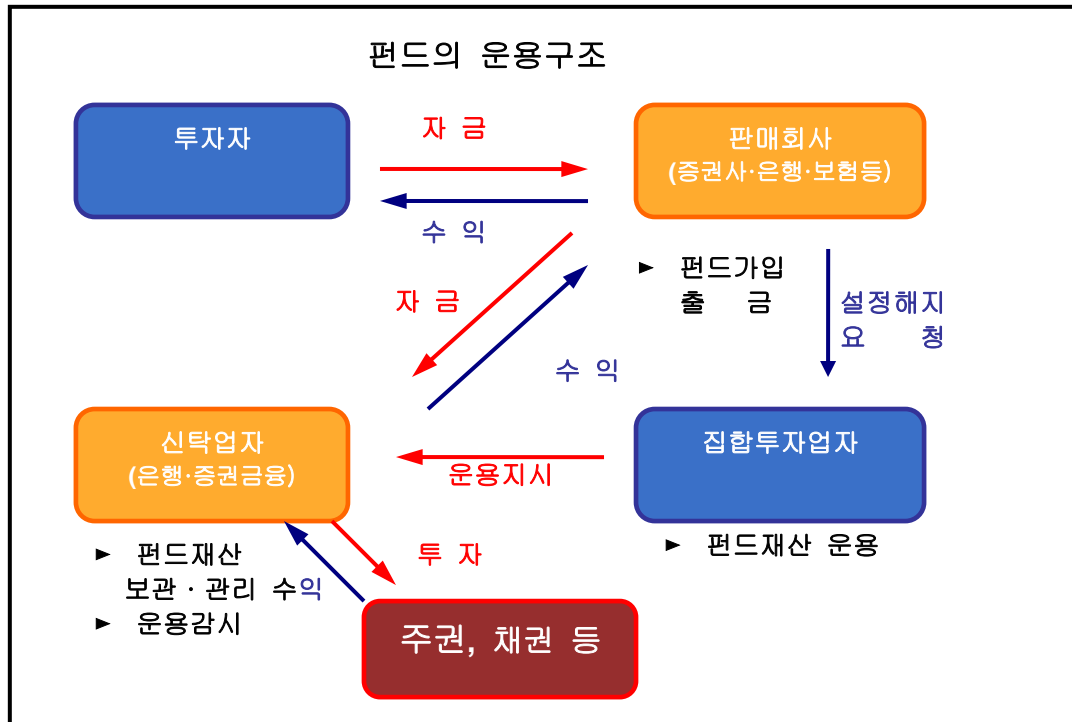 펀드의 운용구조
투자자
자 금
판매회사
(증권사·은행·보험등)
수 익
► 펀드가입
출 금
자 금
설정해지
요 청
수 익
신탁업자
(은행·증권금융)
집합투자업자
운용지시
► 펀드재산 운용
► 펀드재산
보관·관리 수익
► 운용감시
투 자
주권, 채권 등